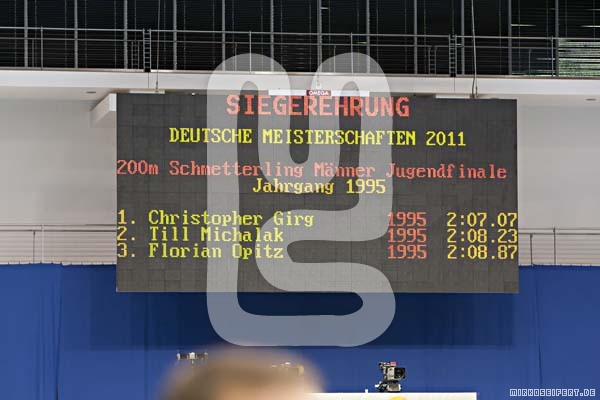 OMEGA
SIEGEREHRUNG
DEUTSCHE MEISTERSCHAFTEN 2011
200m Schmetterling Männer Jugendfinale
Jahrgang 1995
1. Christopher Girg 1995 2:07.07
2. Till Michalak 1995 2:08.23
3. Florian Opitz 1995 2:08.87
MIRKOSEIFERT.DE